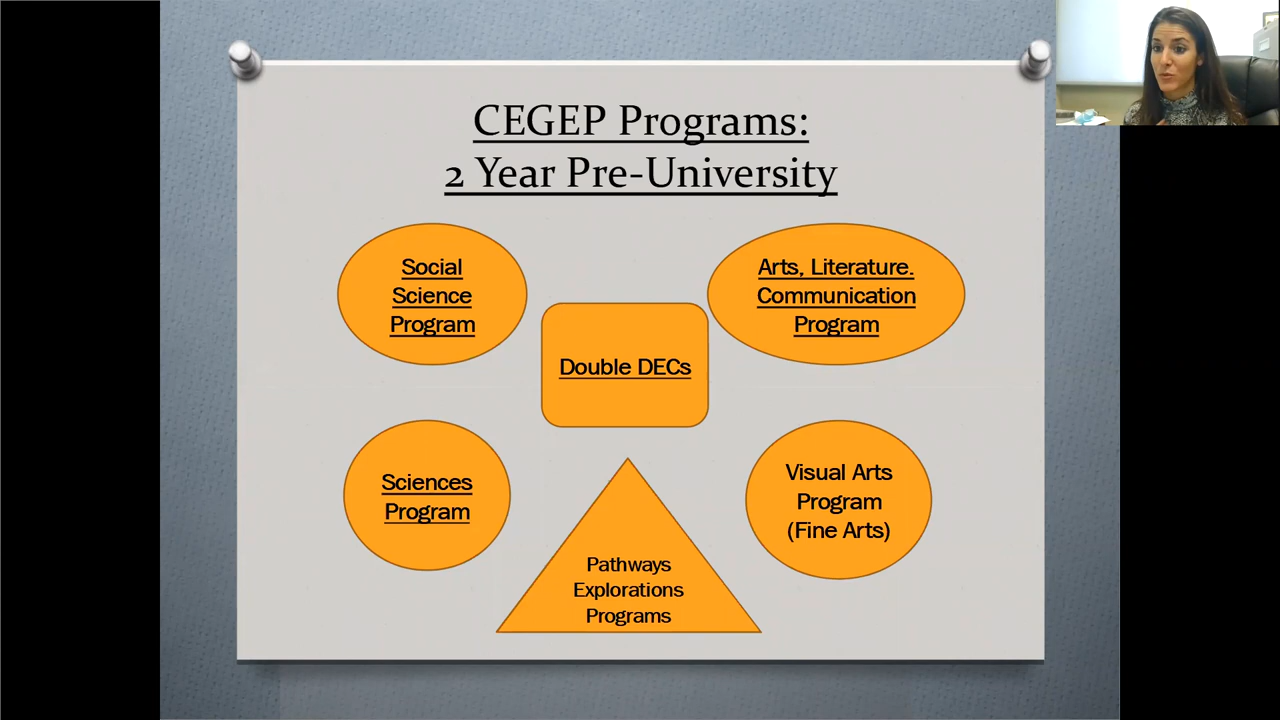 CEGEP Programs:
2 Year Pre-University
Social
Science
Program
Arts, Literature.
Communication
Program
Double DECs
Sciences
Program
Visual Arts
Program
(Fine Arts)
Pathways
Explorations
Programs